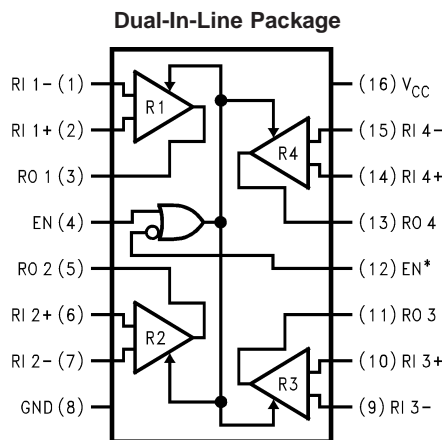 Dual-In-Line Package
RI 1- (1)
RI 1+ (2)
RO 1 (3)
EN (4)
RO 2 (5)
RI 2+ (6)
RI 2- (7)
GND (8)
R1
R4
R2
R3
(16) VCC
(15) RI 4-
(14) RI 4+
(13) RO 4
(12) EN*
(11) RO 3
(10) RI 3+
(9) RI 3-